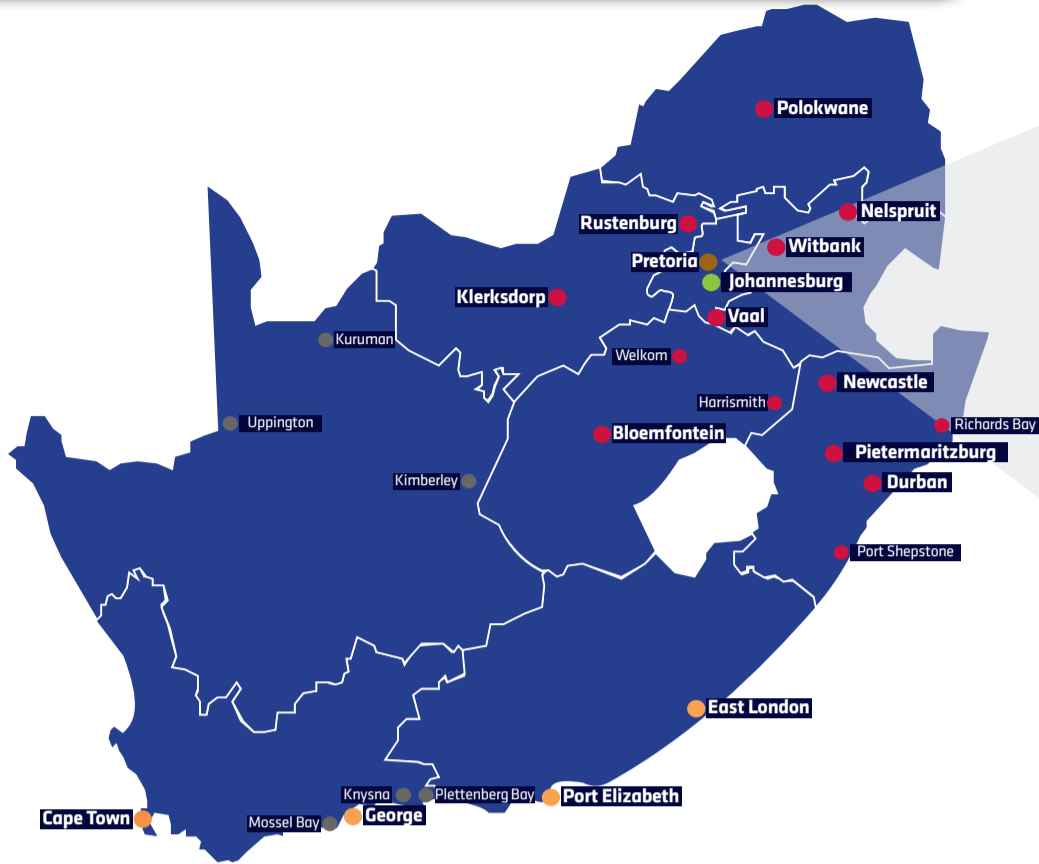 Polokwane
Nelspruit
Rustenburg
Witbank
Pretoria
Johannesburg
Klerksdorp
Vaal
Kuruman
Welkom
Newcastle
Harrismith
Uppington
Richards Bay
Bloemfontein
Pietermaritzburg
Kimberley
Durban
Port Shepstone
East London
Knysna
Plettenberg Bay
Port Elizabeth
George
Cape Town
Mossel Bay